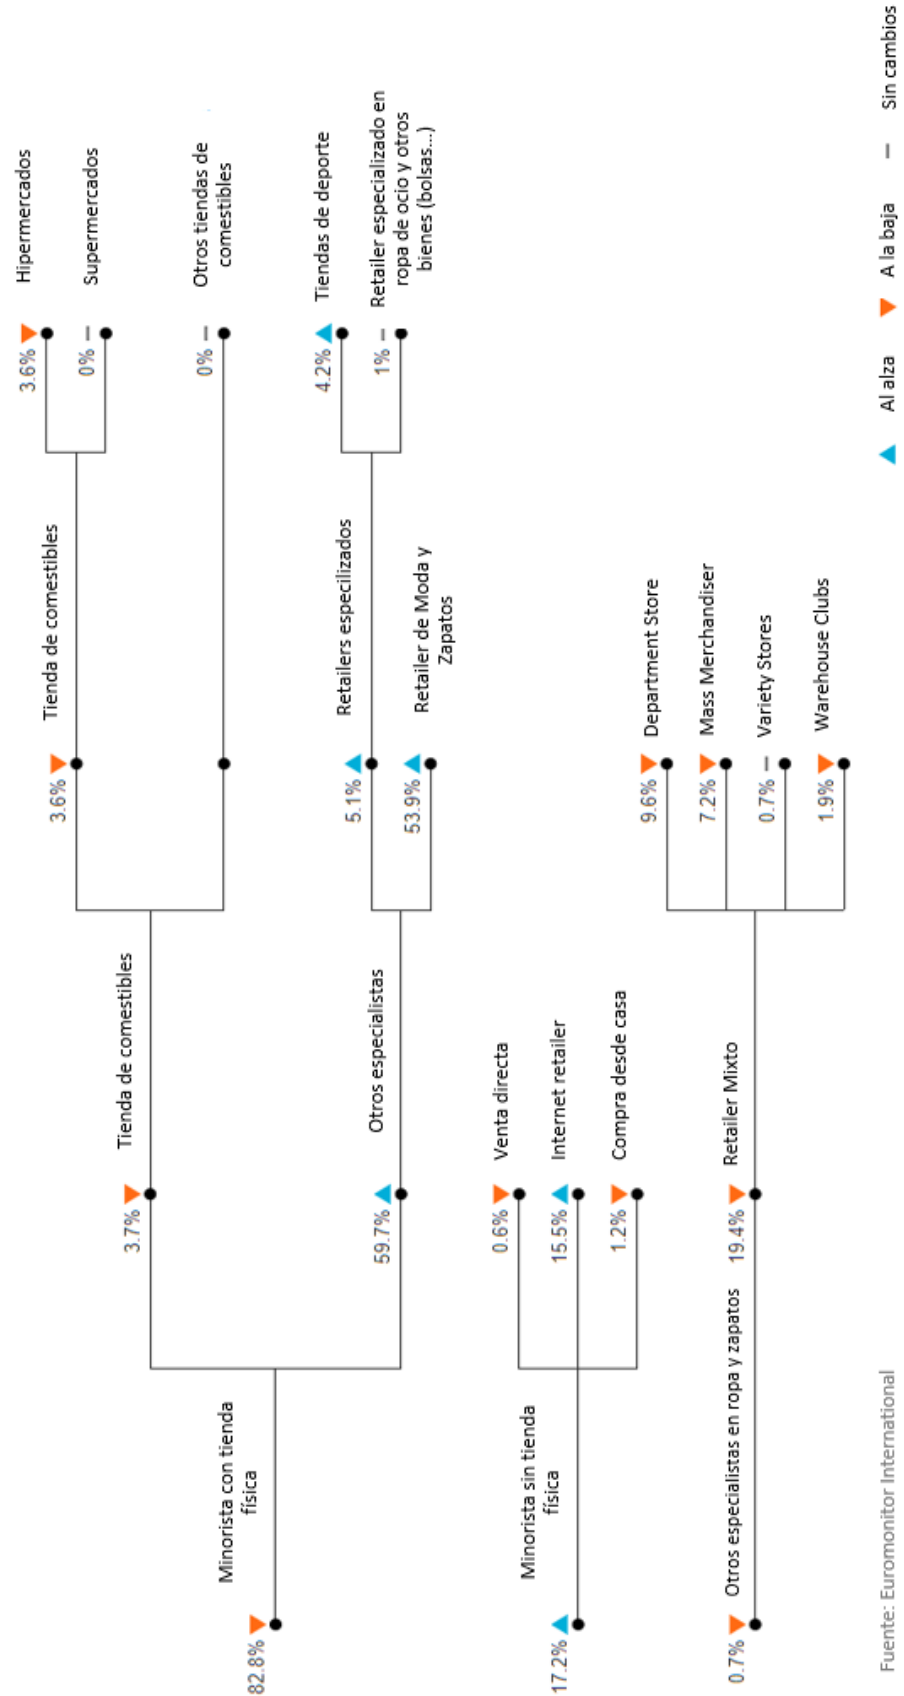 Hipermercados
3.6%
Tienda de comestibles
3.6%
Supermercados
0%
Tienda de comestibles
3.7%
Otros tiendas de
comestibles
0%
Minorista con tienda
física
82.8%
Tiendas de deporte
4.2%
Retailers especilizados
5.1%
Retailer especializado en
ropa de ocio y otros
bienes (bolsas...)
1%
Otros especialistas
59.7%
Retailer de Moda y
Zapatos
53.9%
Venta directa
0.6%
Minorista sin tienda
física
17.2%
Internet retailer
15.5%
Compra desde casa
1.2%
Department Store
9.6%
Mass Merchandiser
7.2%
Otros especialistas en ropa y zapatos
0.7%
Retailer Mixto
19.4%
Variety Stores
0.7%
Warehouse Clubs
1.9%
Fuente: Euromonitor International
Al alza
A la baja
Sin cambios